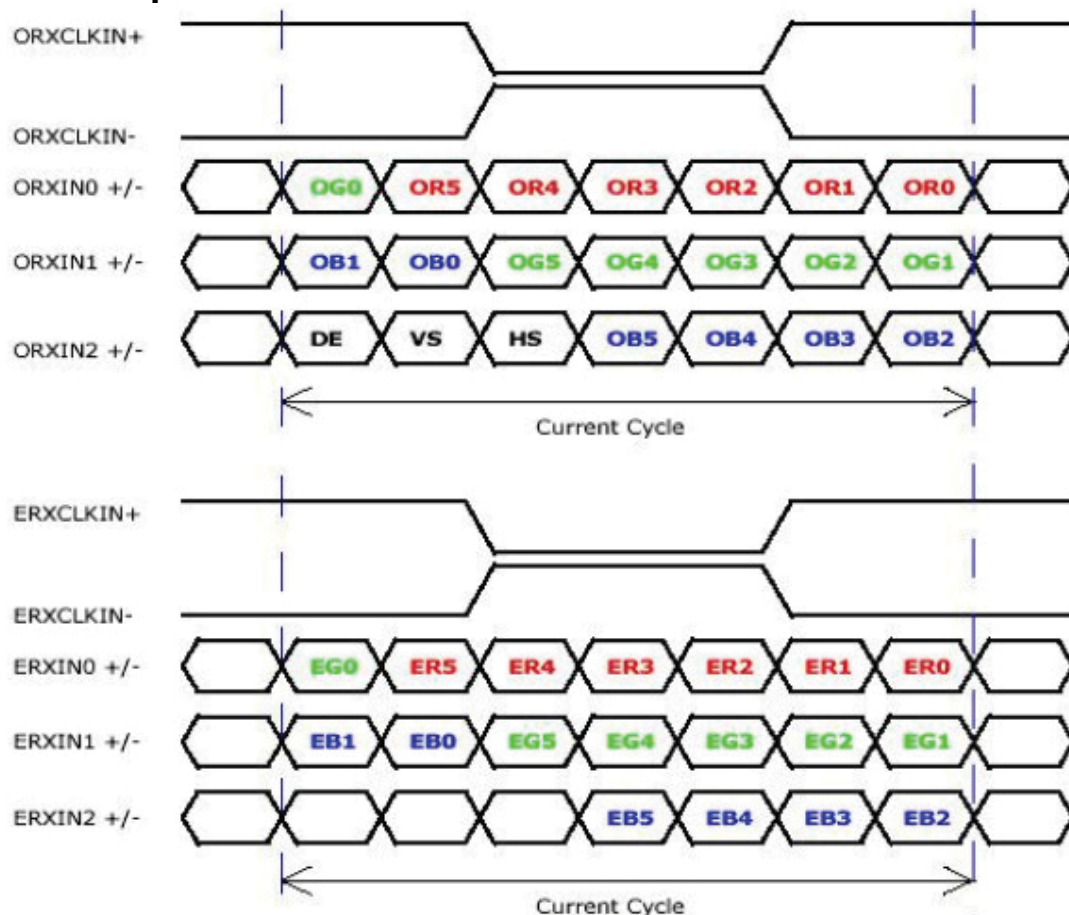 ORXCLKIN+
ORXCLKIN-
ORXIN0 +/- OG0 OR5 OR4 OR3 OR2 OR1 OR0
ORXIN1 +/- OB1 OB0 OG5 OG4 OG3 OG2 OG1
ORXIN2 +/- DE VS HS OB5 OB4 OB3 OB2
Current Cycle
ERXCLKIN+
ERXCLKIN-
ERXIN0 +/- EG0 ER5 ER4 ER3 ER2 ER1 ER0
ERXIN1 +/- EB1 EB0 EG5 EG4 EG3 EG2 EG1
ERXIN2 +/- EB5 EB4 EB3 EB2
Current Cycle